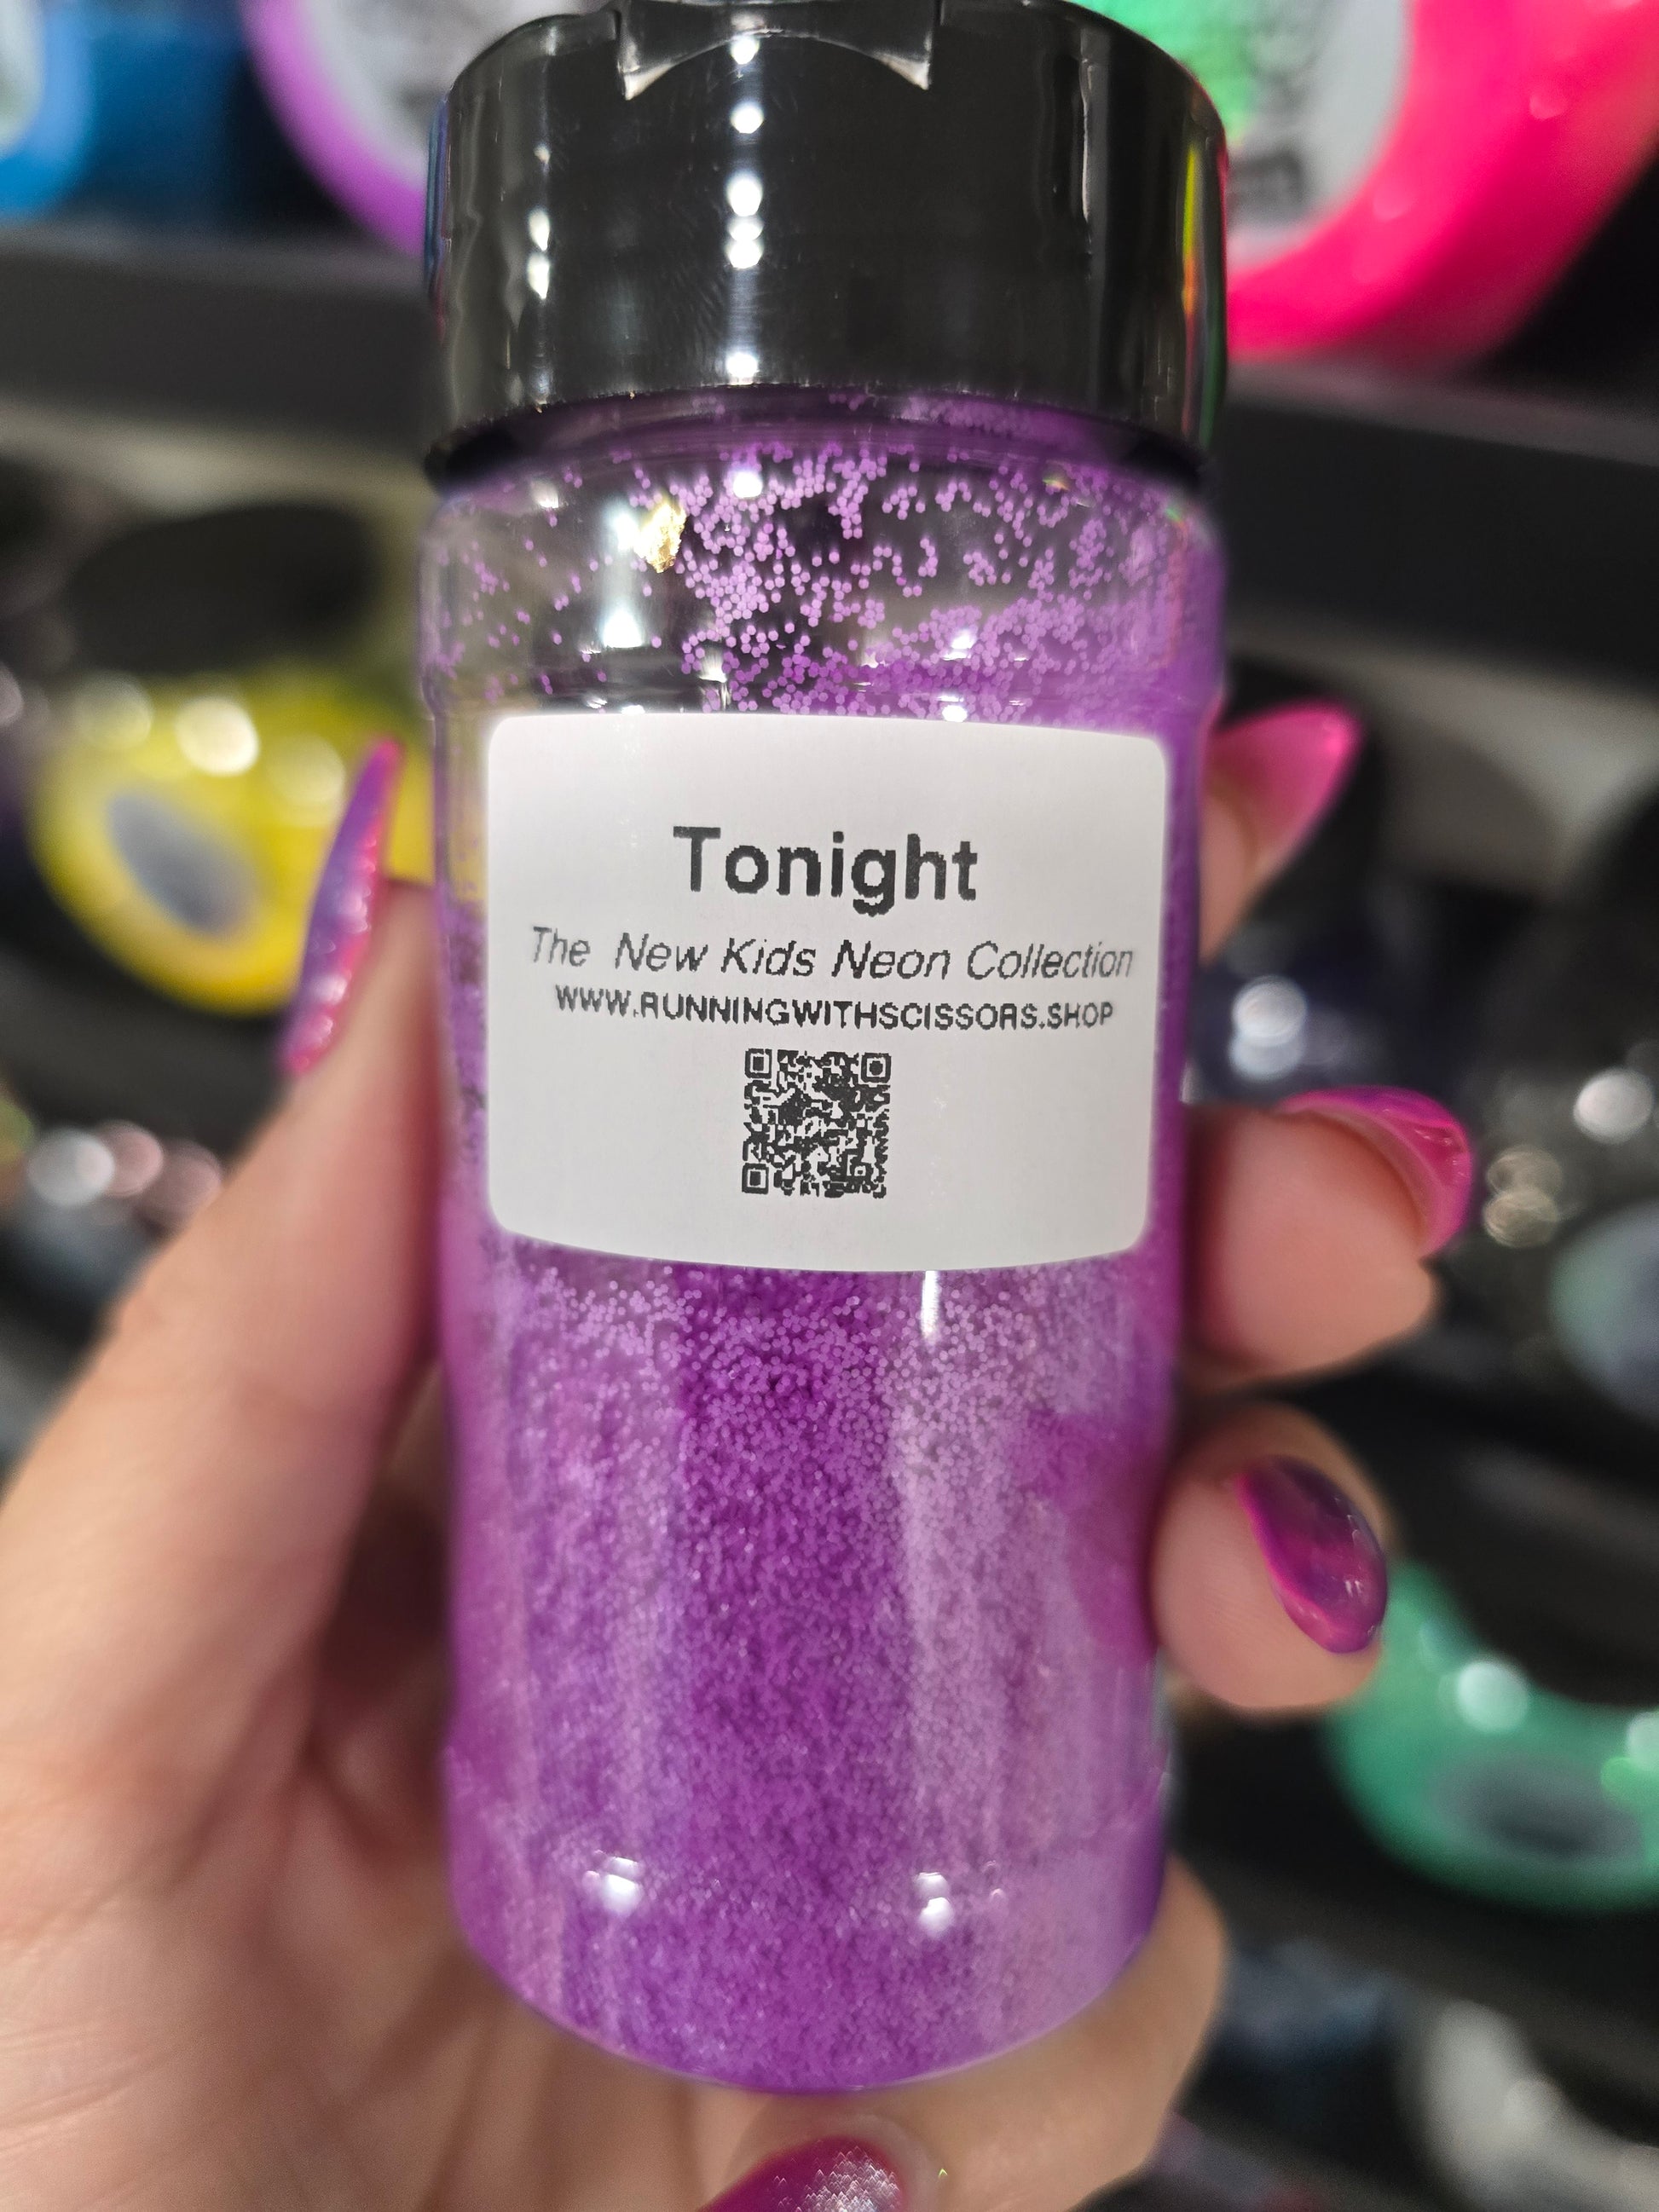 Tonight
The New Kids Neon Collection
WWW.RUNNINGWITHSCISSORS.SHOP